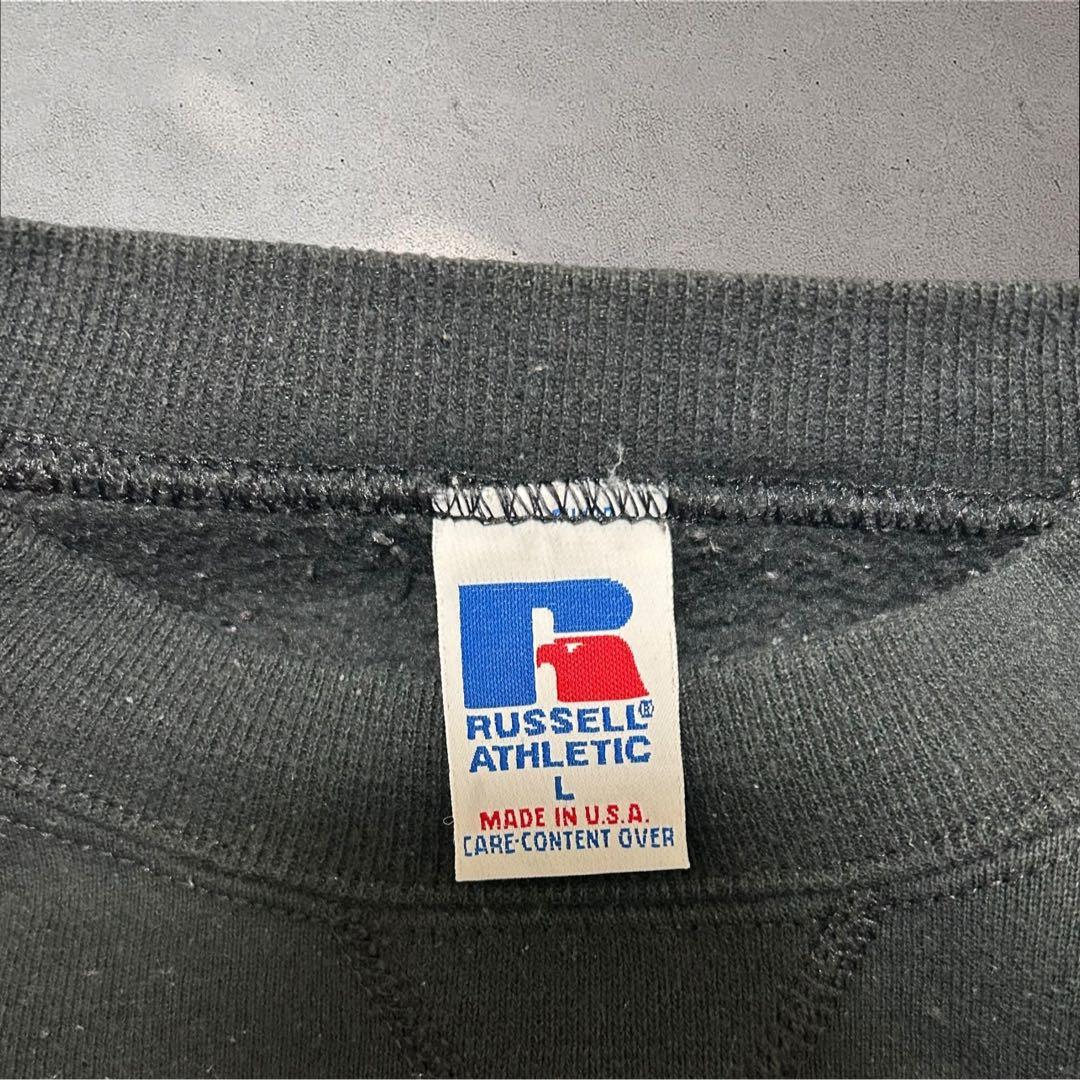 RUSSELL®
ATHLETIC
L
MADE IN U.S.A.
CARE-CONTENT OVER